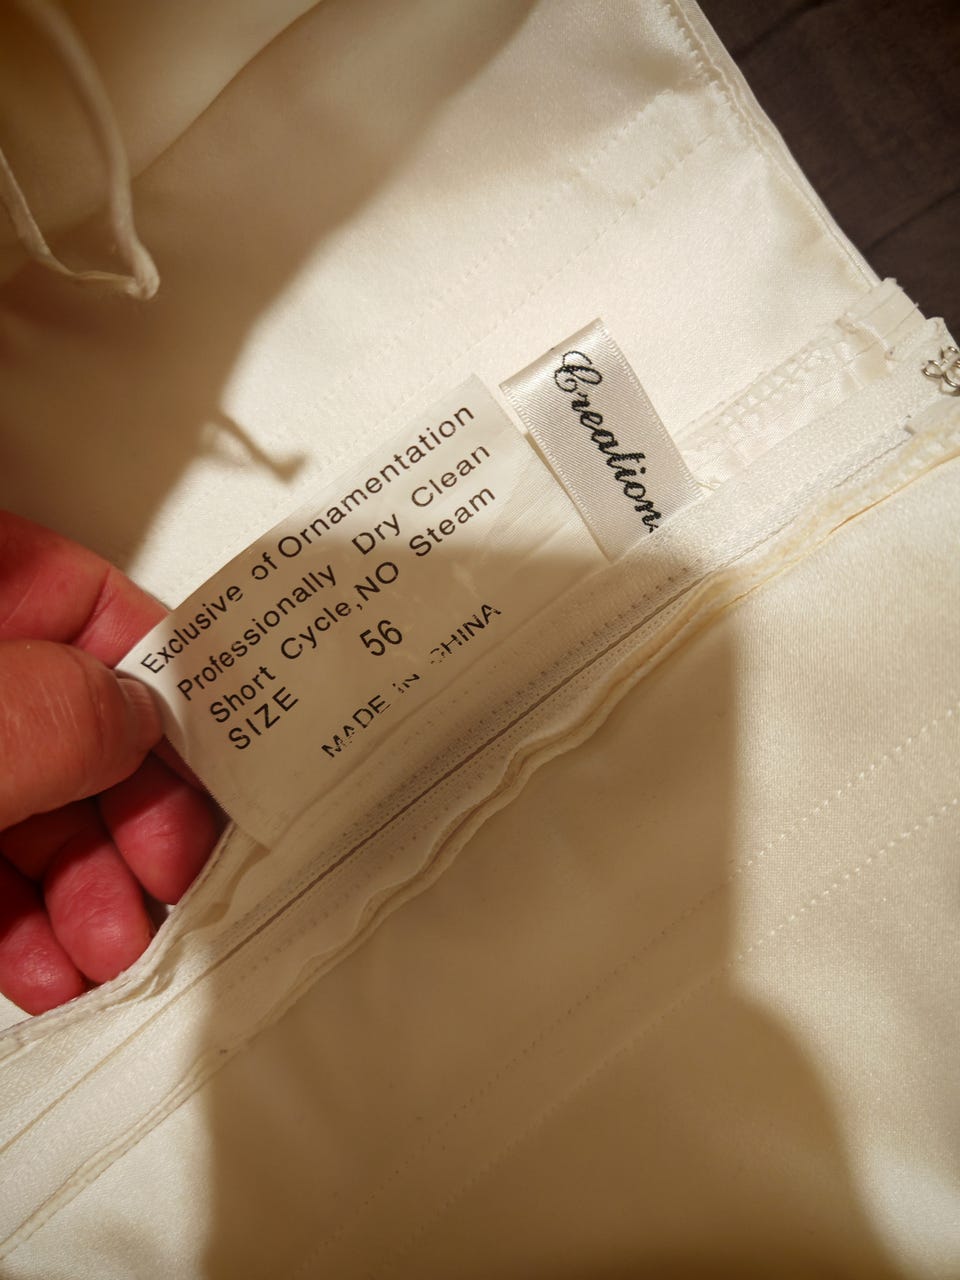 Exclusive of Ornamentation
Professionally Dry Clean
Short Cycle,NO Steam
SIZE 56
MADE IN CHINA
Creation